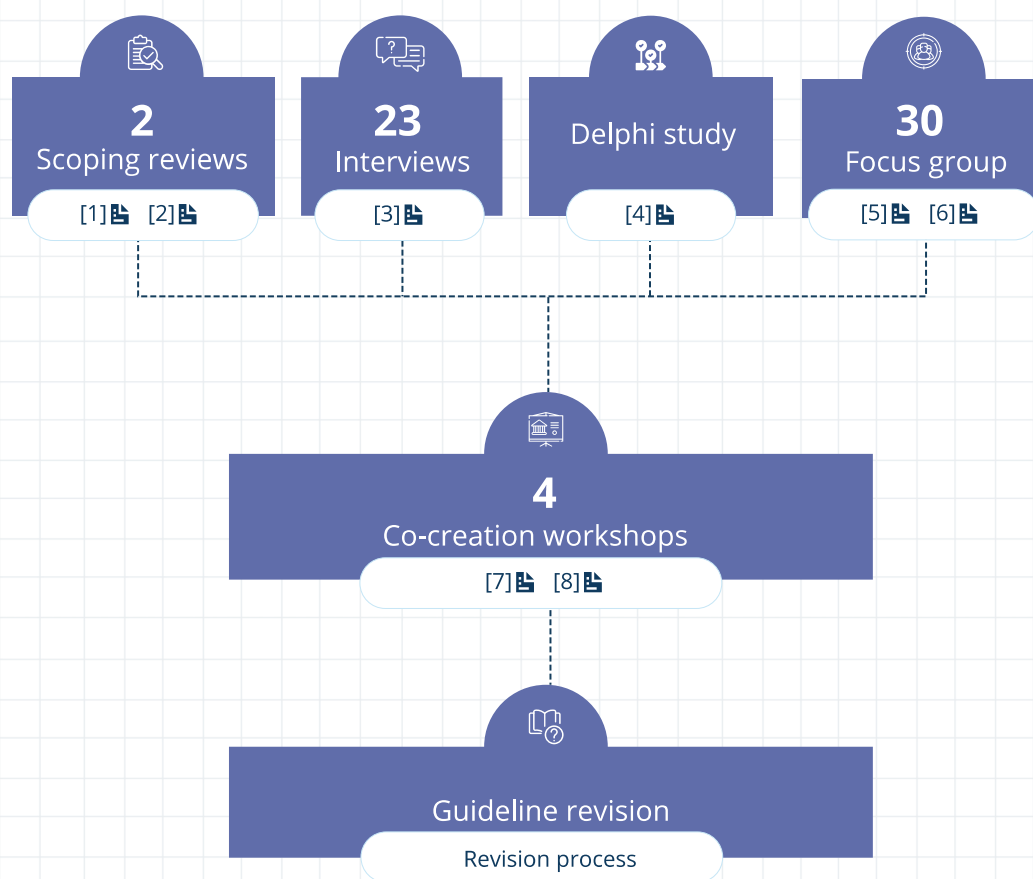 2
Scoping reviews
[1] [2]
23
Interviews
[3]
Delphi study
[4]
30
Focus group
[5] [6]
4
Co-creation workshops
[7] [8]
Guideline revision
Revision process